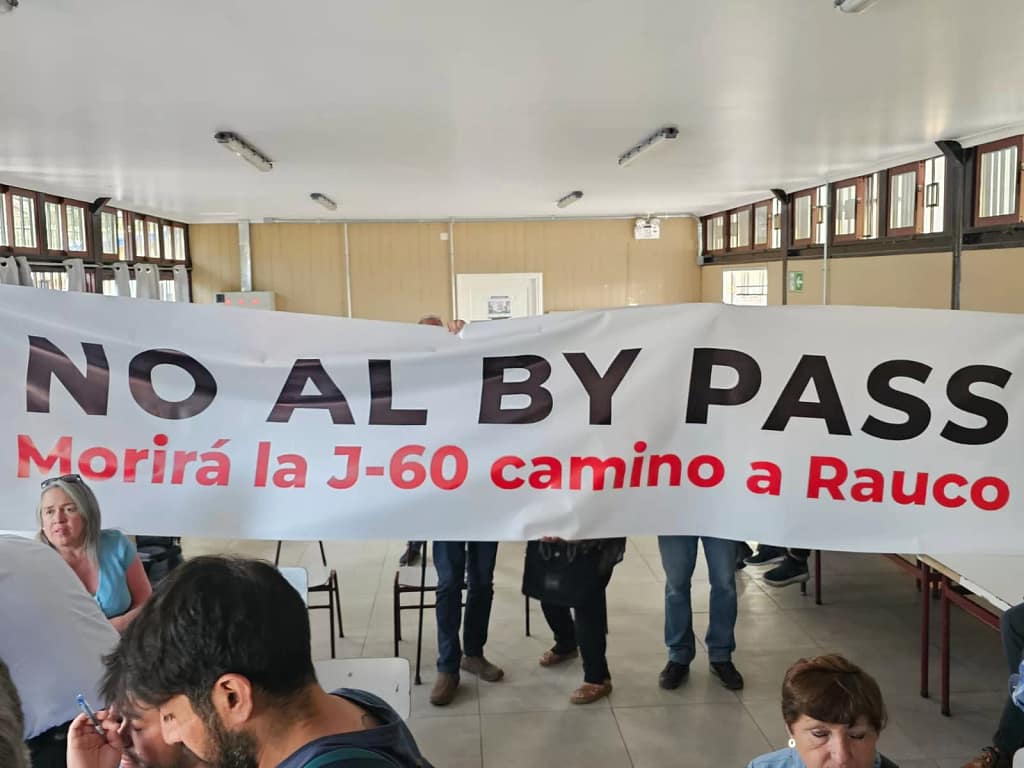 NO AL BY PASS
Morirá la J-60 camino a Rauco